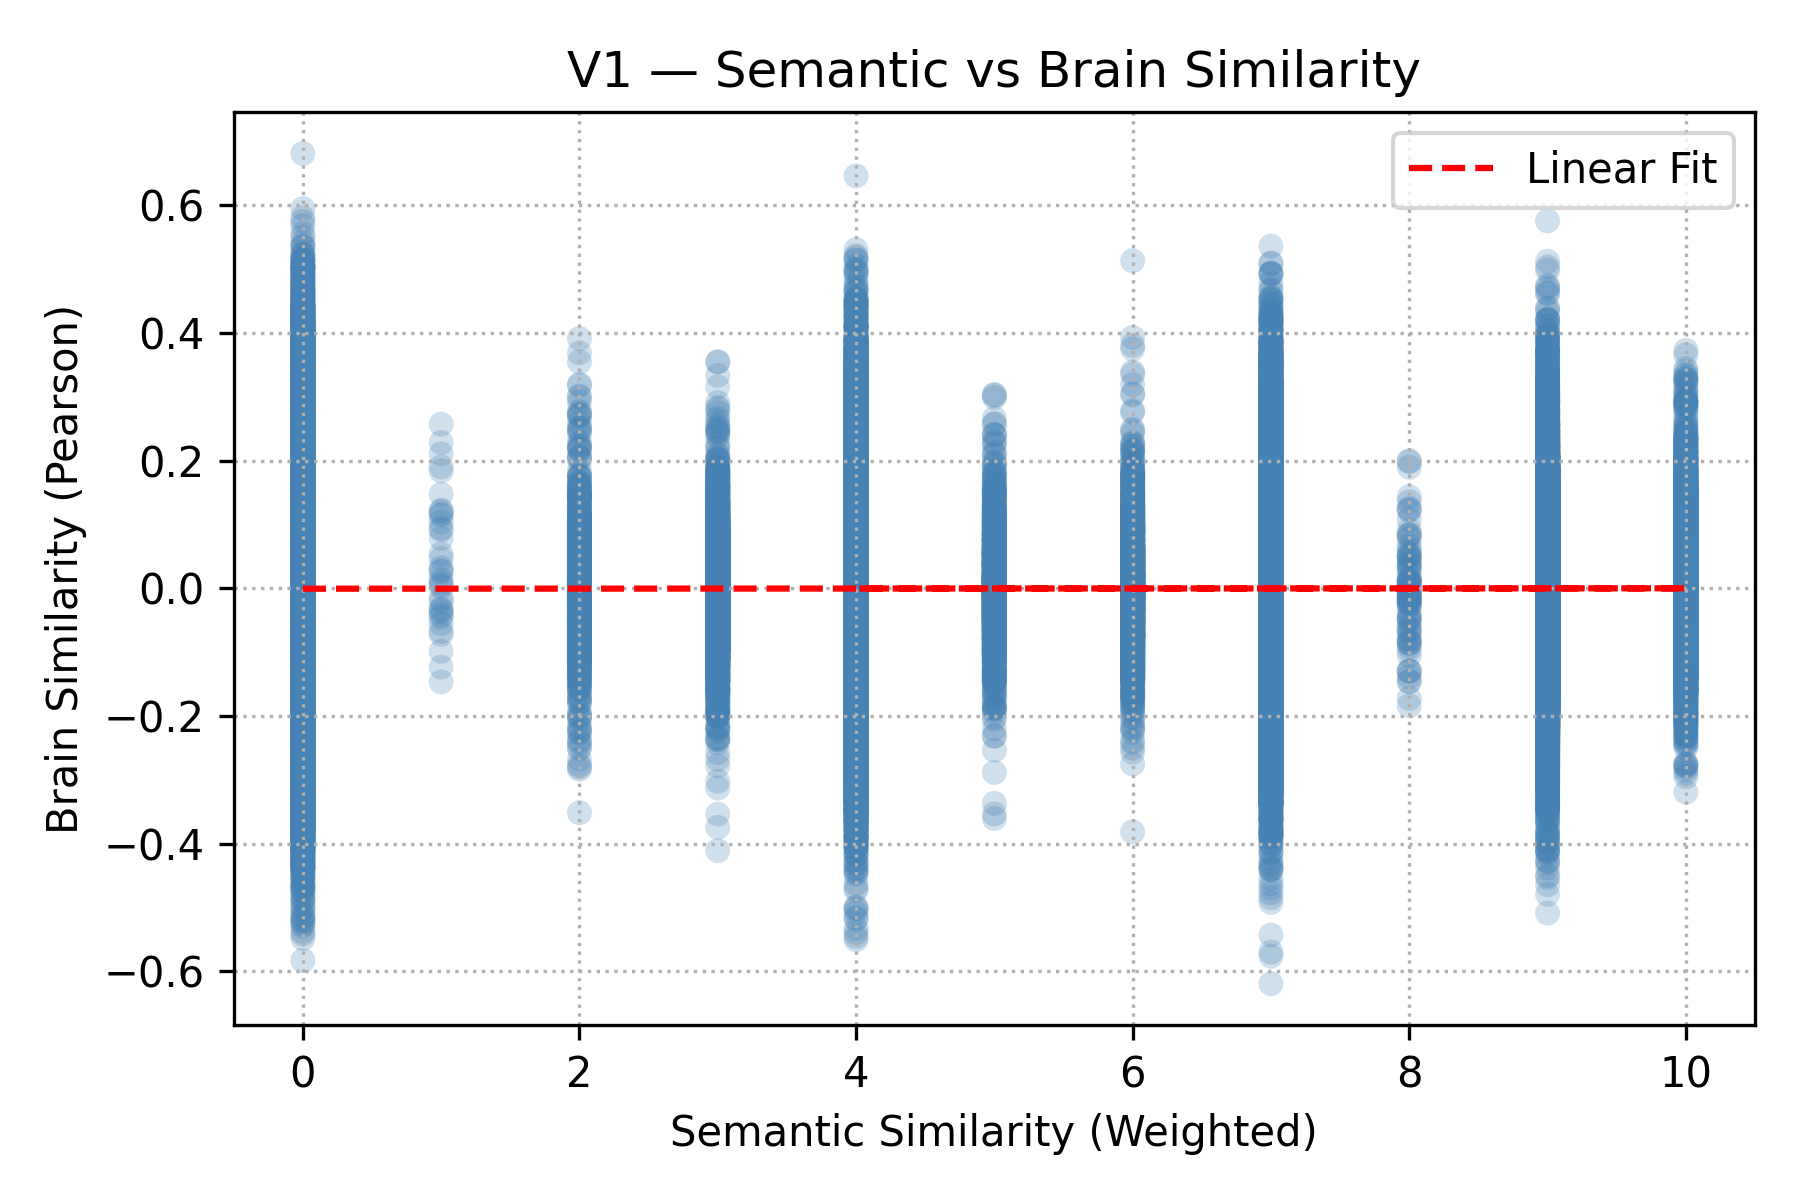 V1 — Semantic vs Brain Similarity
Linear Fit
Brain Similarity (Pearson)
0.6
0.4
0.2
0.0
−0.2
−0.4
−0.6
0 2 4 6 8 10
Semantic Similarity (Weighted)